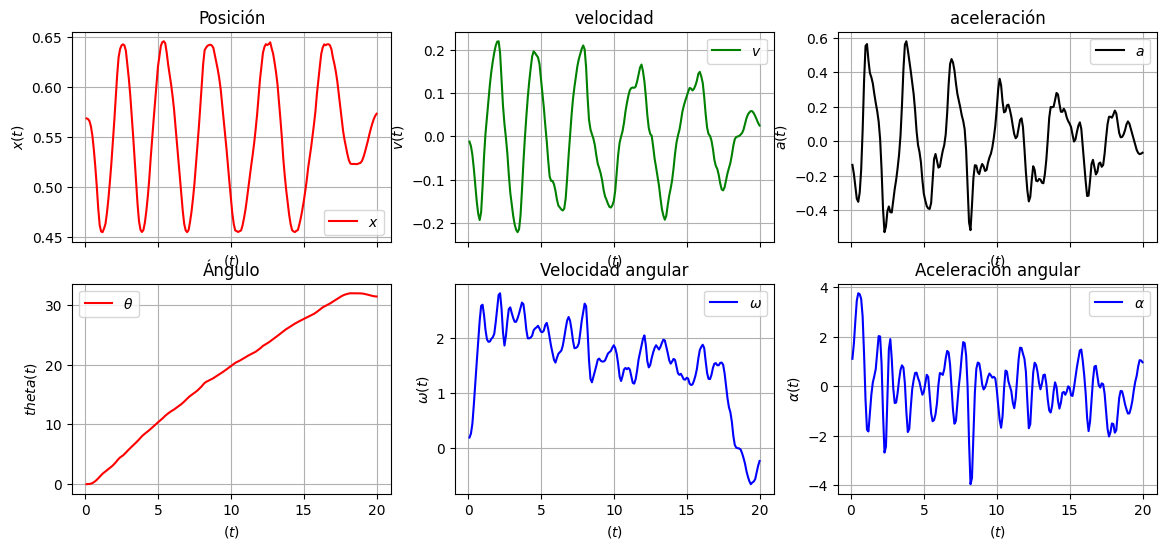 Posición
x(t)
0.65
0.60
0.55
0.50
0.45
x
(t)
velocidad
v(t)
0.2
0.1
0.0
−0.1
−0.2
v
(t)
aceleración
a(t)
0.6
0.4
0.2
0.0
−0.2
−0.4
a
(t)
Ángulo
theta(t)
30
20
10
0
θ
0 5 10 15 20
(t)
Velocidad angular
ω(t)
2
1
0
ω
0 5 10 15 20
(t)
Aceleración angular
α(t)
4
2
0
−2
−4
α
0 5 10 15 20
(t)